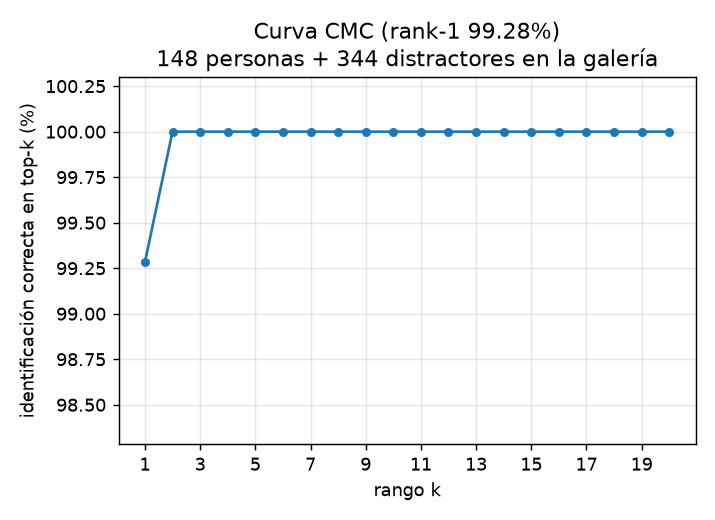 Curva CMC (rank-1 99.28%)
148 personas + 344 distractores en la galería
identificación correcta en top-k (%)
100.25
100.00
99.75
99.50
99.25
99.00
98.75
98.50
1 3 5 7 9 11 13 15 17 19
rango k